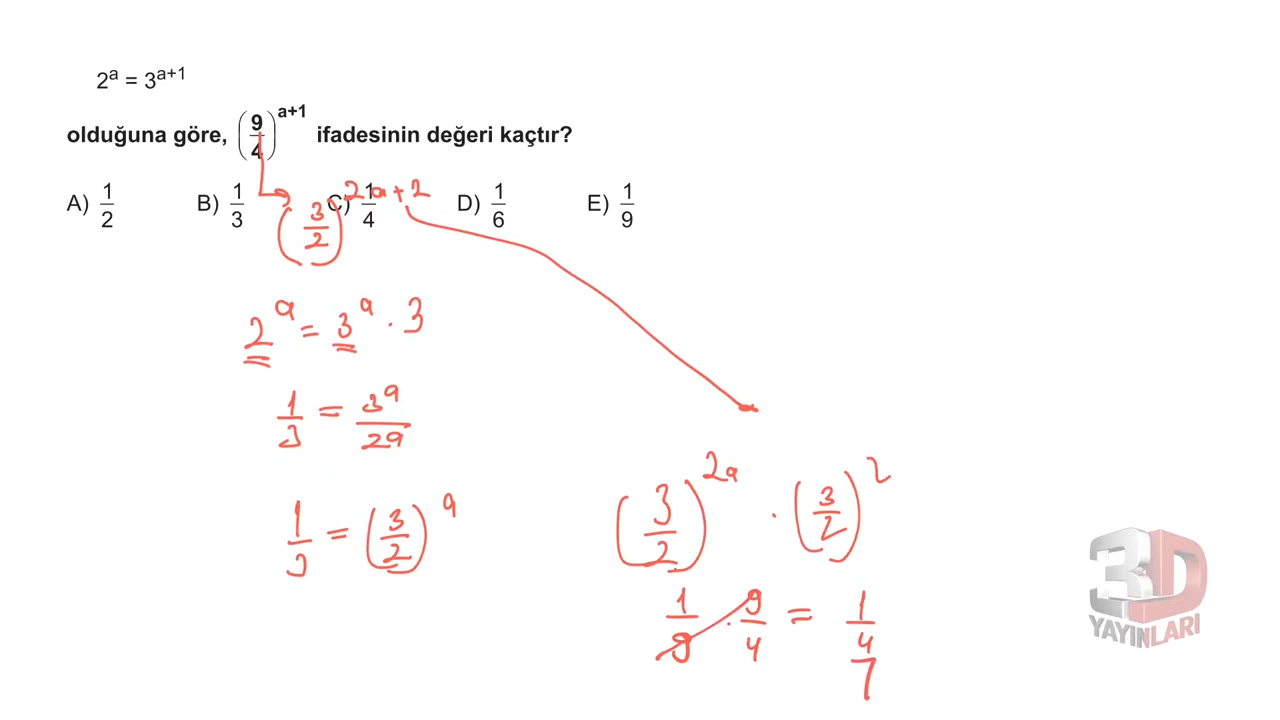 2^a = 3^(a+1)
olduğuna göre, (9/4)^(a+1) ifadesinin değeri kaçtır?
A) 1/2 B) 1/3 C) 1/4 D) 1/6 E) 1/9
(3/2)^(2a+2)
2^a = 3^a · 3
1/3 = 3^a/2^a
1/3 = (3/2)^a
(3/2)^(2a) · (3/2)^2
1/9 · 9/4 = 1/4
3D
YAYINLARI